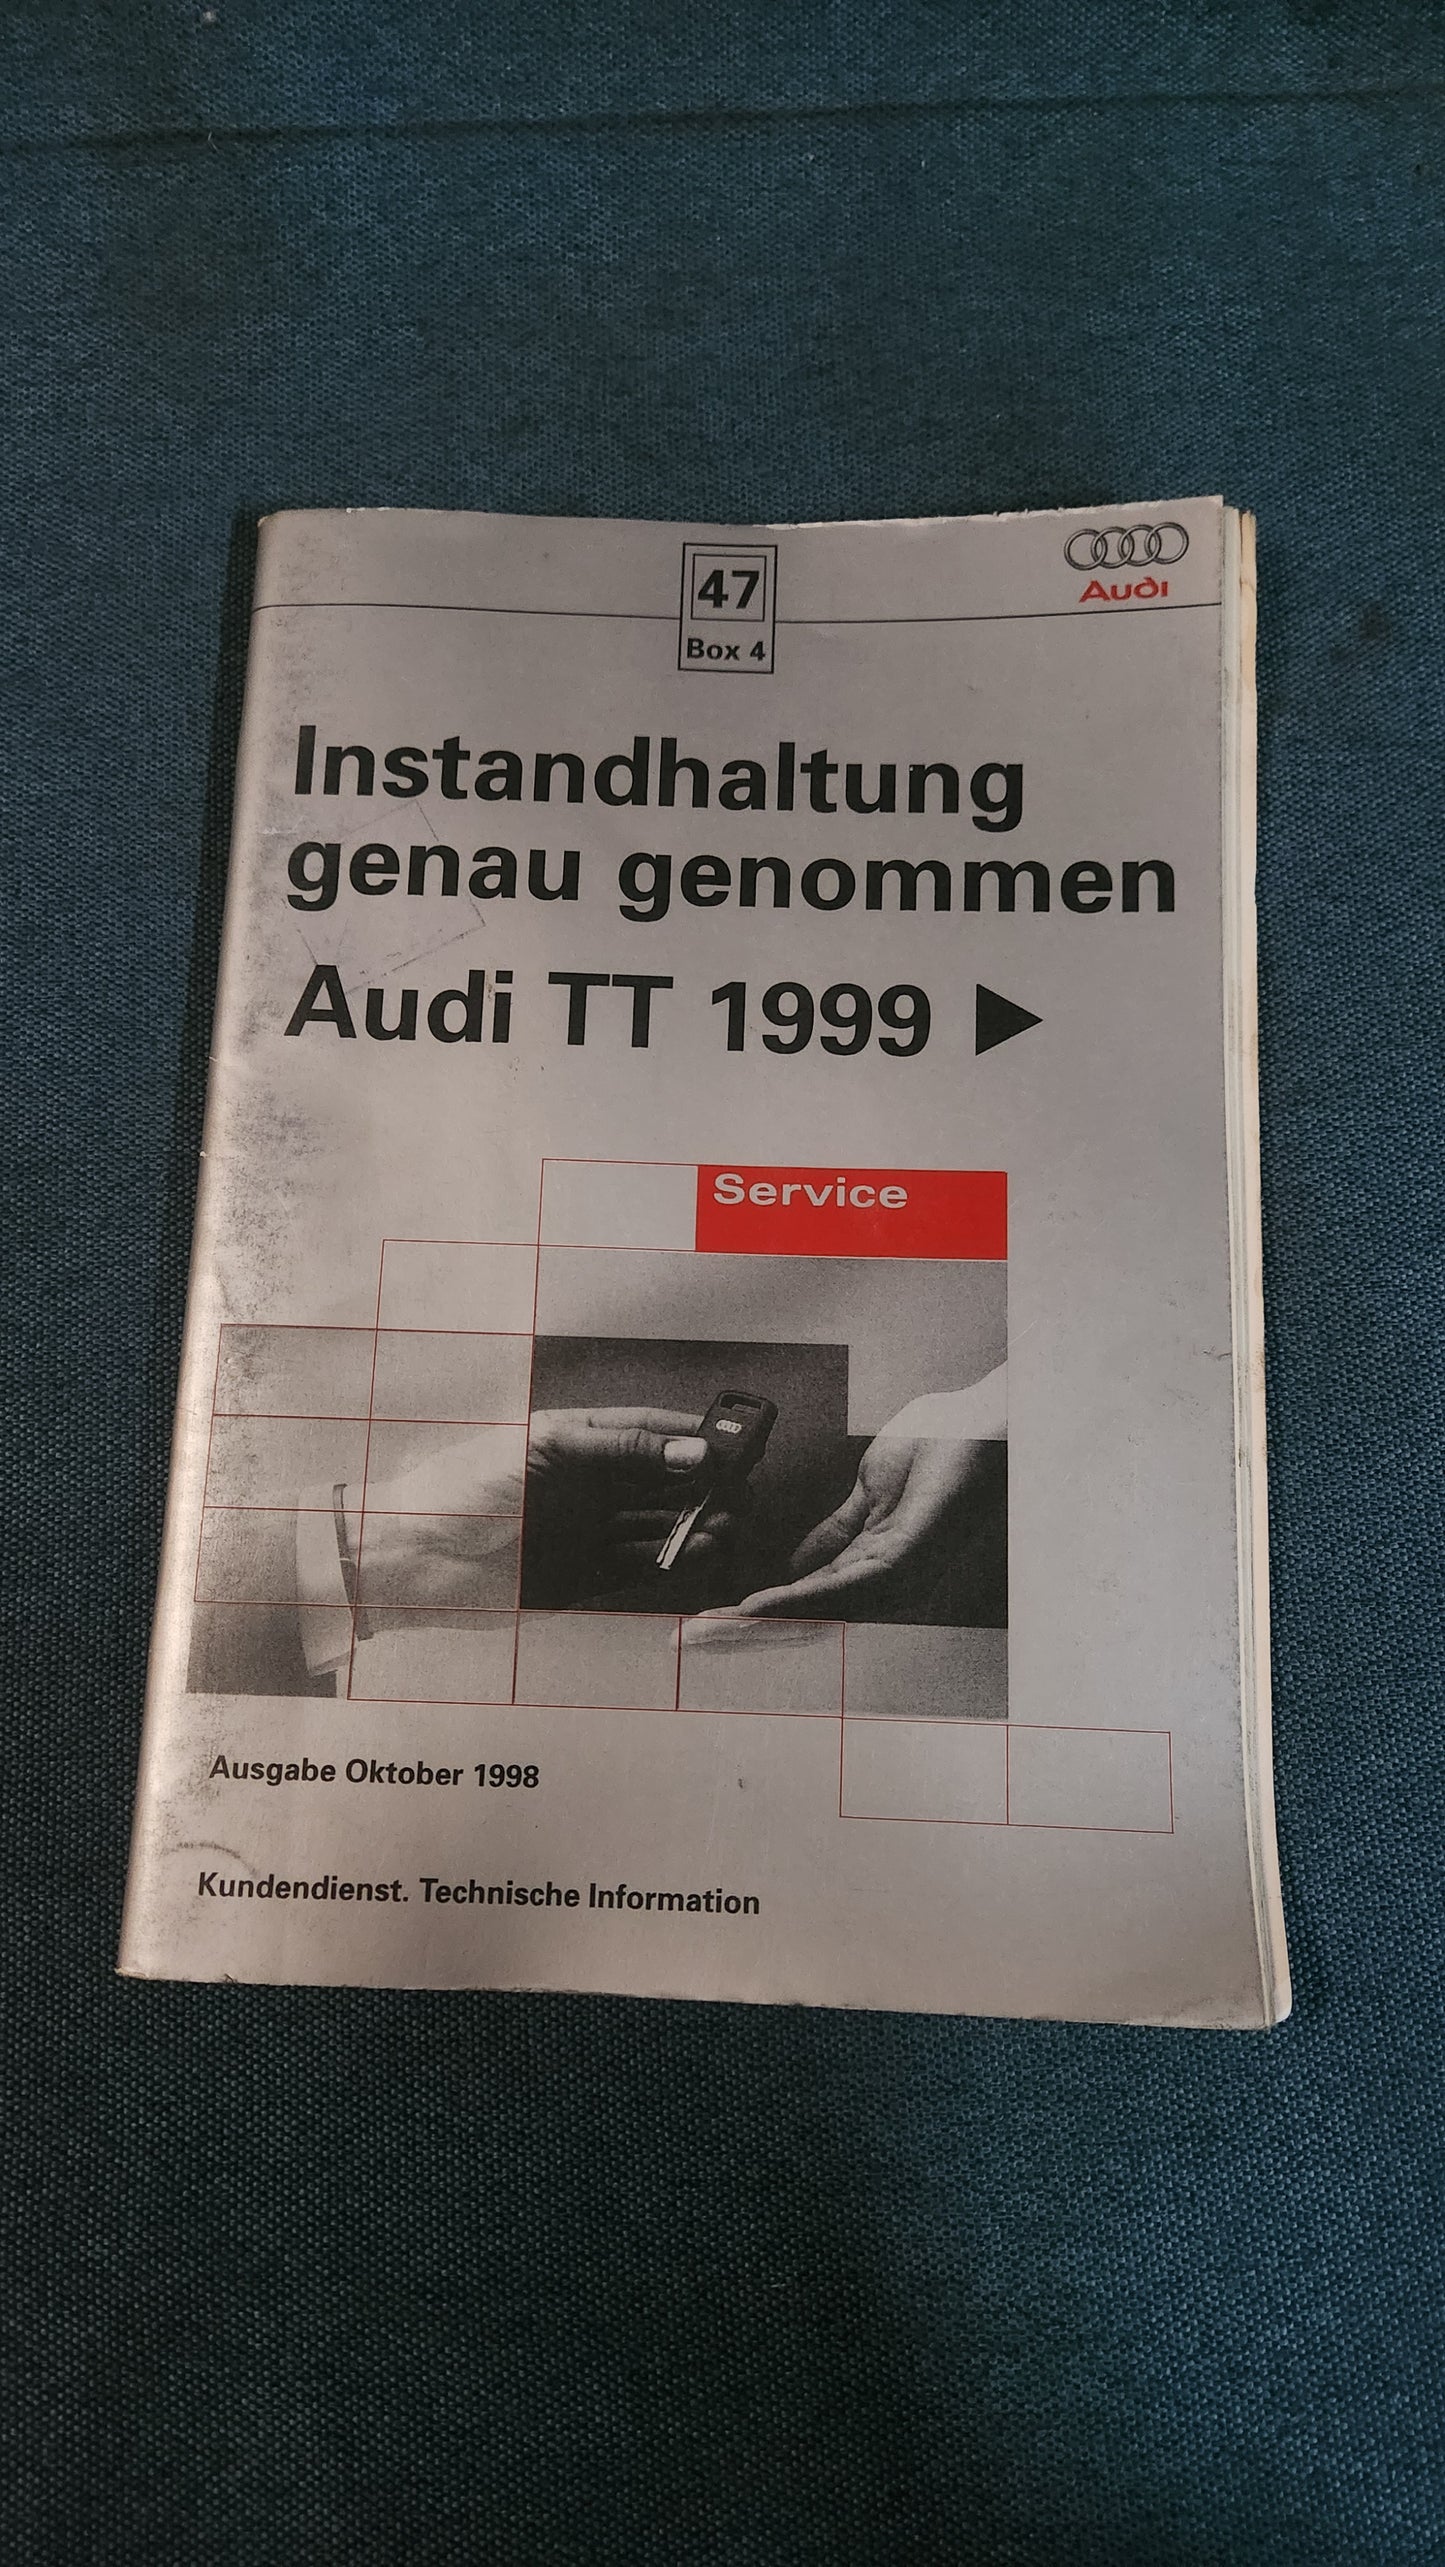 47
Box 4
Audi
Instandhaltung
genau genommen
Audi TT 1999 ►
Service
Ausgabe Oktober 1998
Kundendienst. Technische Information